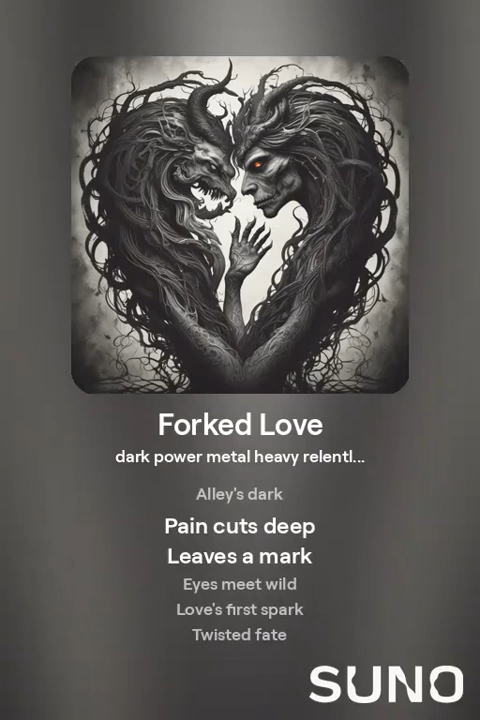 Forked Love
dark power metal heavy relentl...
Alley's dark
Pain cuts deep
Leaves a mark
Eyes meet wild
Love's first spark
Twisted fate
SUNO